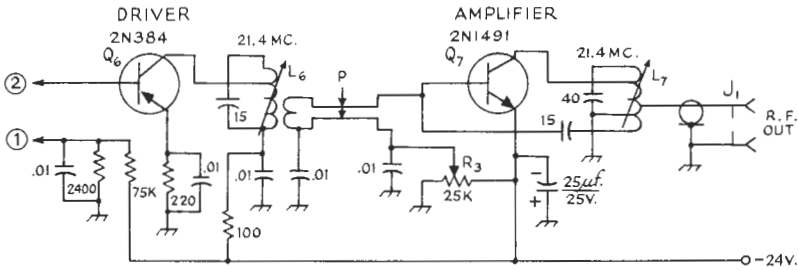 DRIVER
2N384
Q6
AMPLIFIER
2N1491
Q7
21.4 MC.
L6
P
21.4 MC.
L7
J1
2
15
40
15
R.F.
OUT
1
.01
2400
75K
220
.01
.01
.01
.01
R3
25K
−
+
25µf.
25V.
100
−24V.